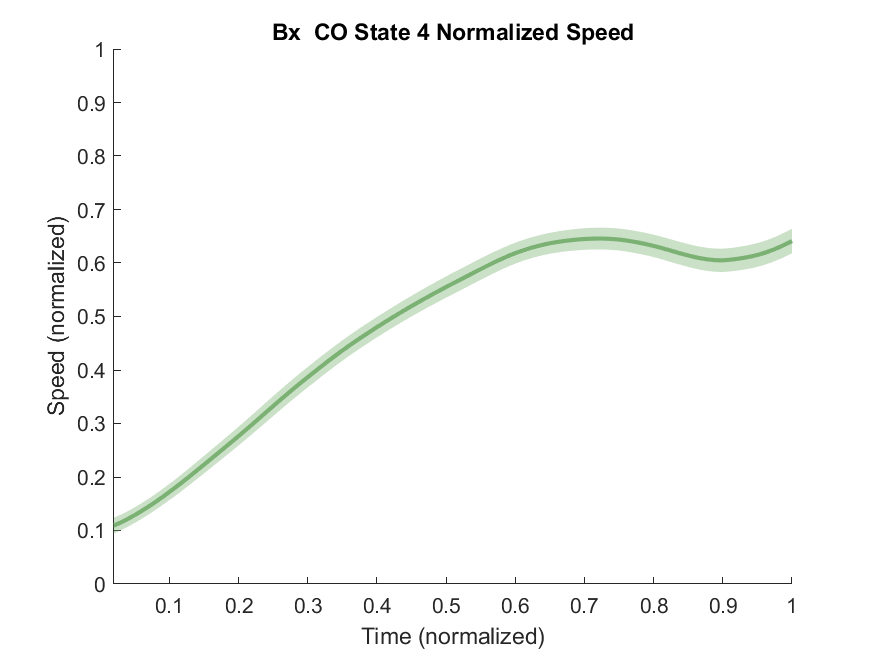 Bx  CO State 4 Normalized Speed
1
0.9
0.8
0.7
0.6
0.5
0.4
0.3
0.2
0.1
0
Speed (normalized)
0.1 0.2 0.3 0.4 0.5 0.6 0.7 0.8 0.9 1
Time (normalized)